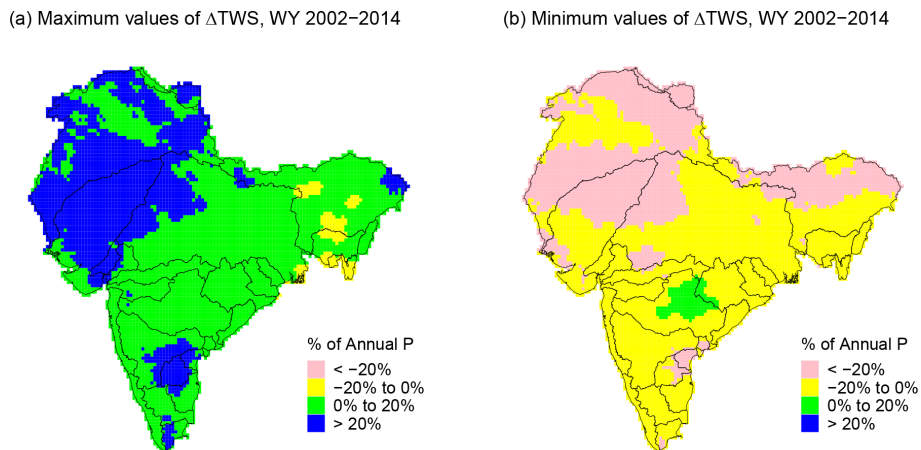 (a) Maximum values of ΔTWS, WY 2002−2014
(b) Minimum values of ΔTWS, WY 2002−2014
% of Annual P
< −20%
−20% to 0%
0% to 20%
> 20%
% of Annual P
< −20%
−20% to 0%
0% to 20%
> 20%